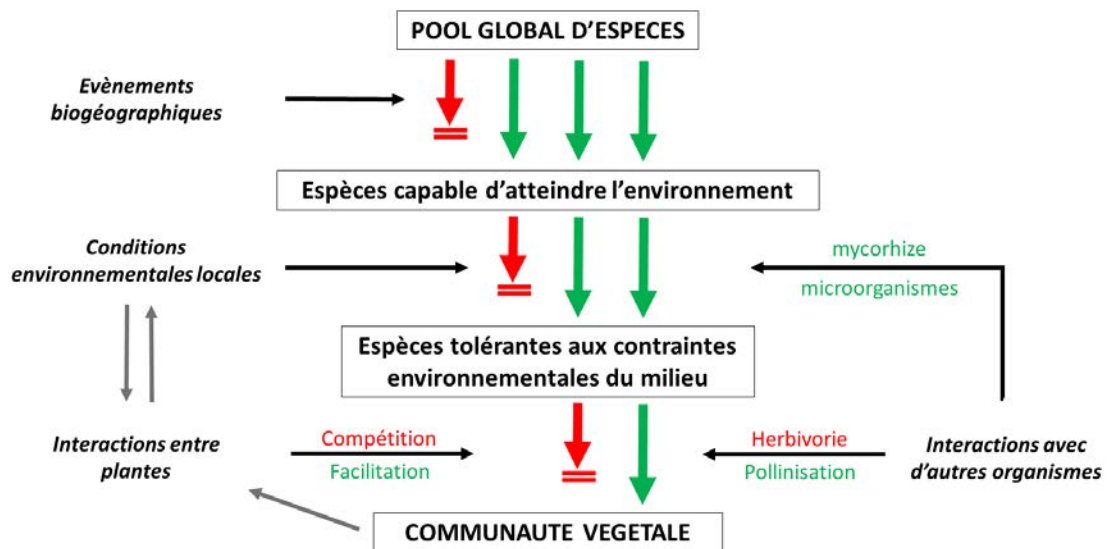 POOL GLOBAL D'ESPECES
Evènements
biogéographiques
Espèces capable d'atteindre l'environnement
Conditions
environnementales locales
mycorhize
microorganismes
Espèces tolérantes aux contraintes
environnementales du milieu
Interactions entre
plantes
Compétition
Facilitation
Herbivorie
Pollinisation
Interactions avec
d'autres organismes
COMMUNAUTE VEGETALE